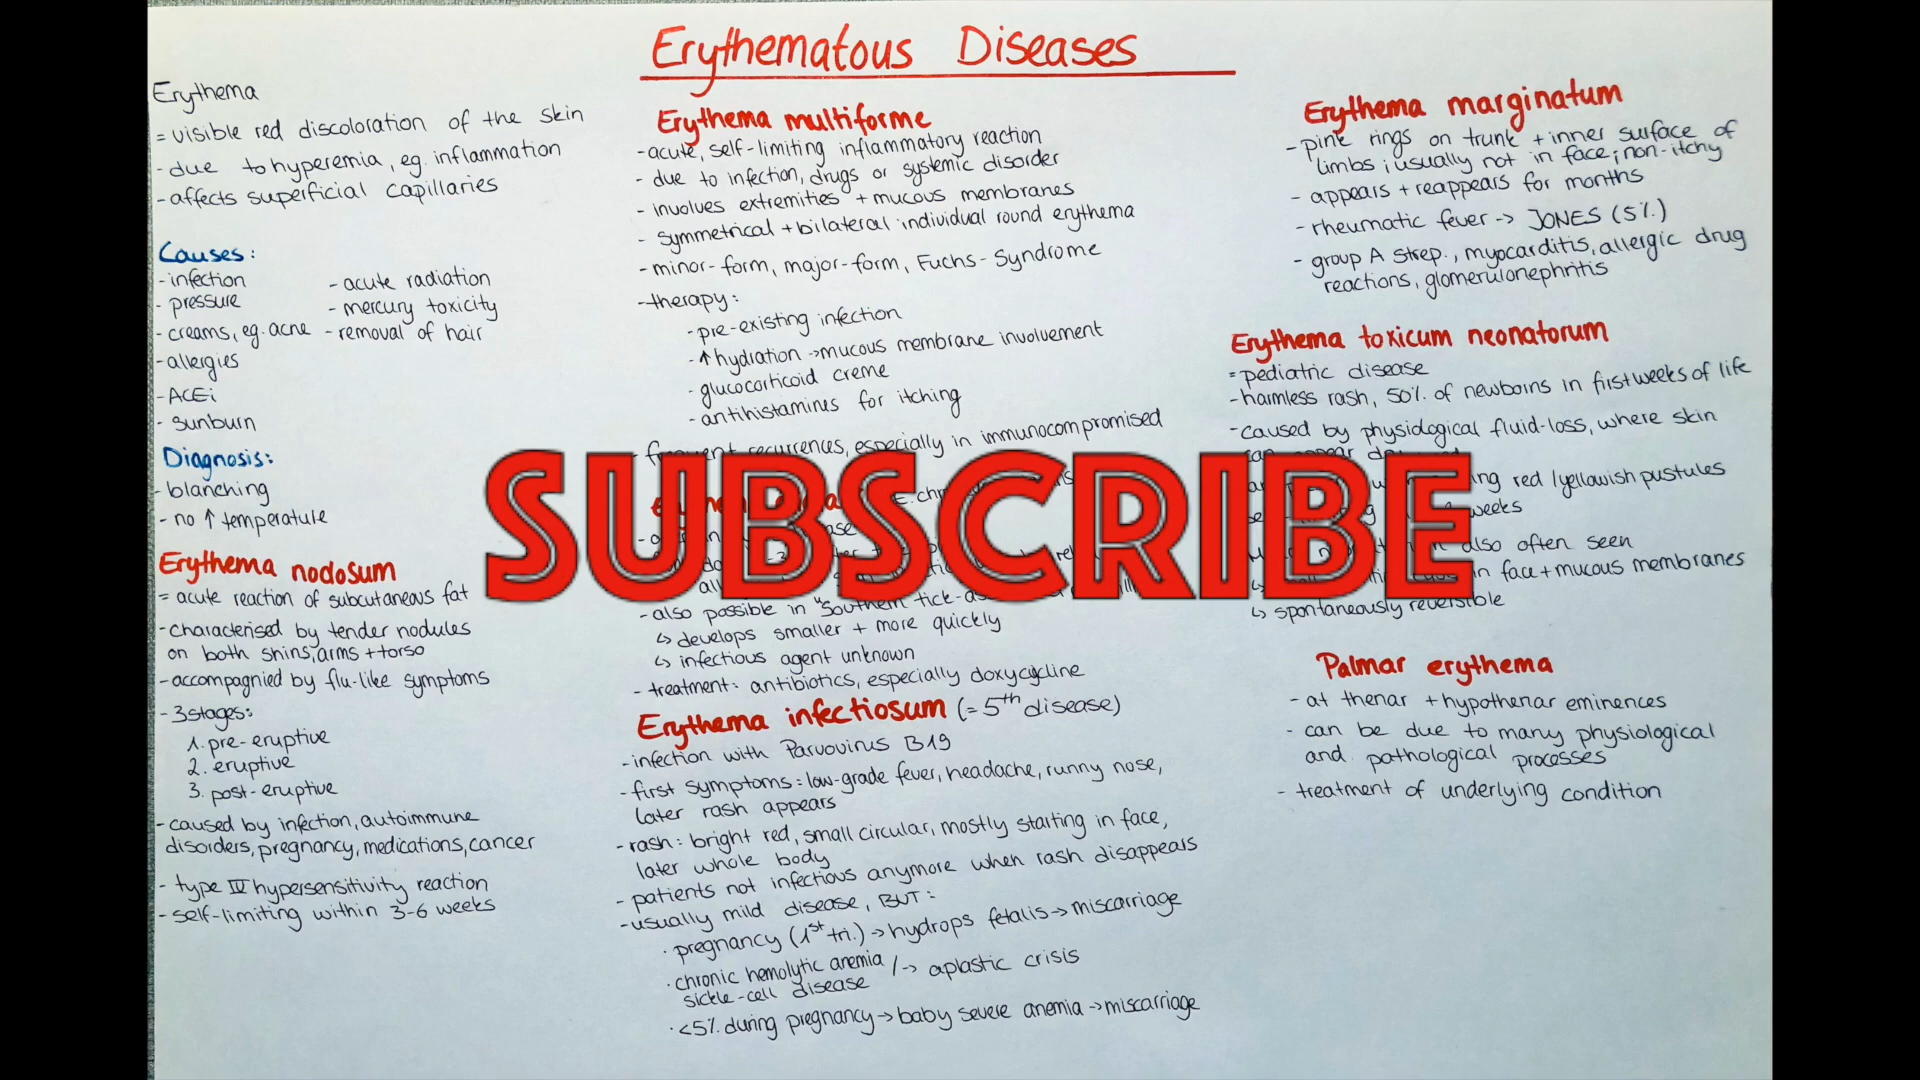 Erythematous Diseases
Erythema
= visible red discoloration of the skin
- due to hyperemia, eg. inflammation
- affects superficial capillaries
Causes:
- infection
- pressure
- creams, eg. acne
- allergies
- ACEi
- sunburn
- acute radiation
- mercury toxicity
- removal of hair
Diagnosis:
- blanching
- no ↑ temperature
Erythema nodosum
= acute reaction of subcutaneous fat
- characterised by tender nodules
on both shins, arms + torso
- accompagnied by flu-like symptoms
- 3 stages:
1. pre-eruptive
2. eruptive
3. post-eruptive
- caused by infection, autoimmune
disorders, pregnancy, medications, cancer
- type IV hypersensitivity reaction
- self-limiting within 3-6 weeks
Erythema multiforme
- acute, self-limiting inflammatory reaction
- due to infection, drugs or systemic disorder
- involves extremities + mucous membranes
- symmetrical + bilateral individual round erythema
- minor-form, major-form, Fuchs-Syndrome
- therapy:
- pre-existing infection
- ↑ hydration → mucous membrane involvement
- glucocorticoid creme
- antihistamines for itching
- frequent recurrences, especially in immunocompromised
SUBSCRIBE
- also possible in "Southern
↳ develops smaller + more quickly
↳ infectious agent unknown
- treatment: antibiotics, especially doxycycline
Erythema infectiosum (= 5th disease)
- infection with Parvovirus B19
- first symptoms: low-grade fever, headache, runny nose,
later rash appears
- rash: bright red, small circular, mostly starting in face,
later whole body
- patients not infectious anymore when rash disappears
- usually mild disease, BUT:
· pregnancy (1st tri.) → hydrops fetalis → miscarriage
· chronic hemolytic anemia / → aplastic crisis
sickle-cell disease
· <5% during pregnancy → baby severe anemia → miscarriage
Erythema marginatum
- pink rings on trunk + inner surface of
limbs; usually not in face; non-itchy
- appears + reappears for months
- rheumatic fever → JONES (5%)
- group A Strep., myocarditis, allergic drug
reactions, glomerulonephritis
Erythema toxicum neonatorum
= pediatric disease
- harmless rash, 50% of newborns in first weeks of life
- caused by physiological fluid-loss, where skin
red / yellowish pustules
weeks
also often seen
in face + mucous membranes
↳ spontaneously reversible
Palmar erythema
- at thenar + hypothenar eminences
- can be due to many physiological
and pathological processes
- treatment of underlying condition